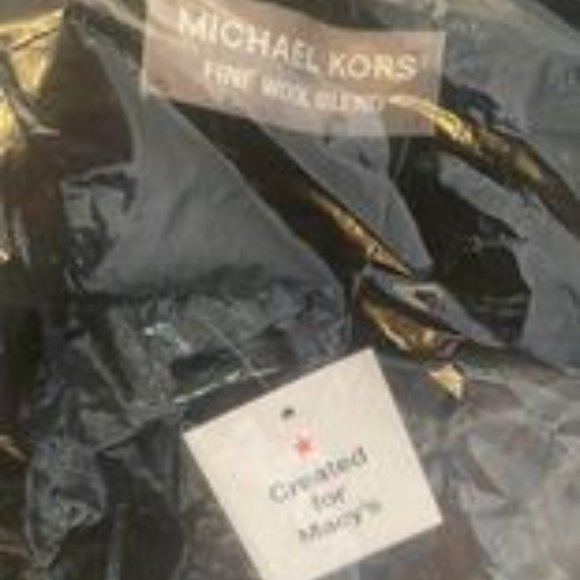 MICHAEL KORS
FINE WOOL BLEND
Created
for
Macy's